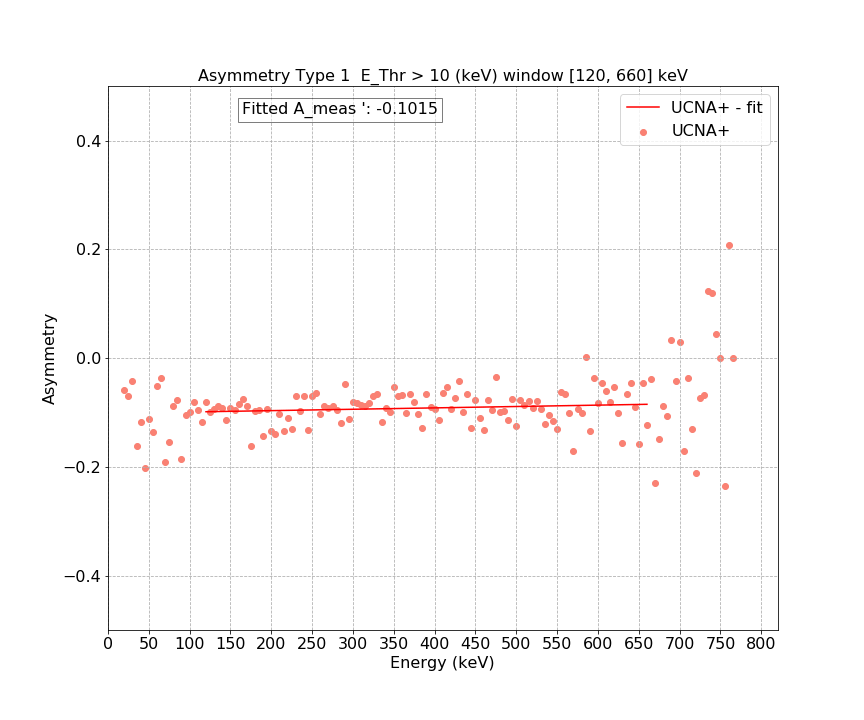 Asymmetry Type 1  E_Thr > 10 (keV) window [120, 660] keV
Fitted A_meas ': -0.1015
UCNA+ - fit
UCNA+
0.4
0.2
0.0
−0.2
−0.4
Asymmetry
0 50 100 150 200 250 300 350 400 450 500 550 600 650 700 750 800
Energy (keV)